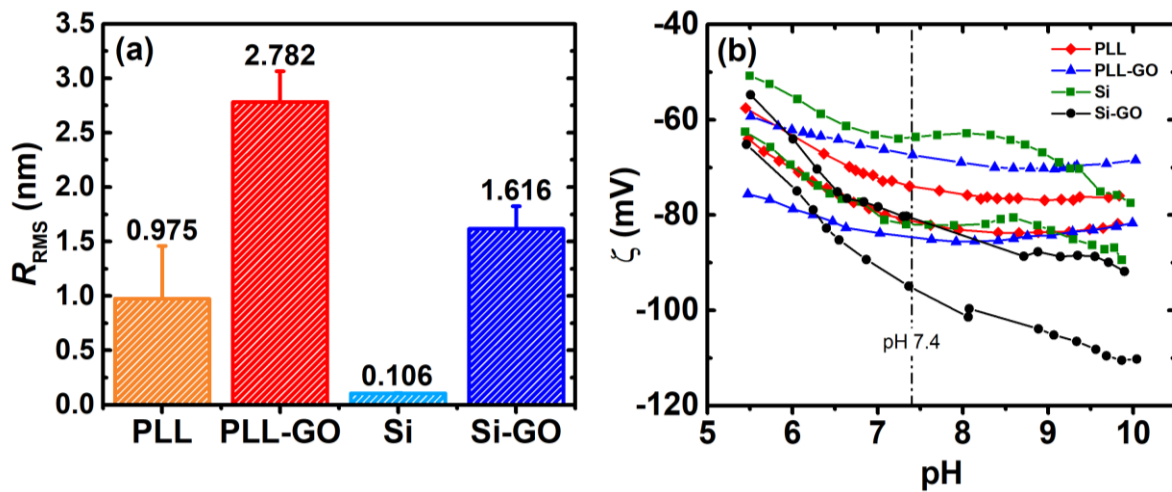 (a)
R_RMS (nm)
3.5
3.0
2.5
2.0
1.5
1.0
0.5
0.0
0.975
2.782
0.106
1.616
PLL PLL-GO Si Si-GO
(b)
ζ (mV)
-40
-60
-80
-100
-120
PLL
PLL-GO
Si
Si-GO
pH 7.4
5 6 7 8 9 10
pH